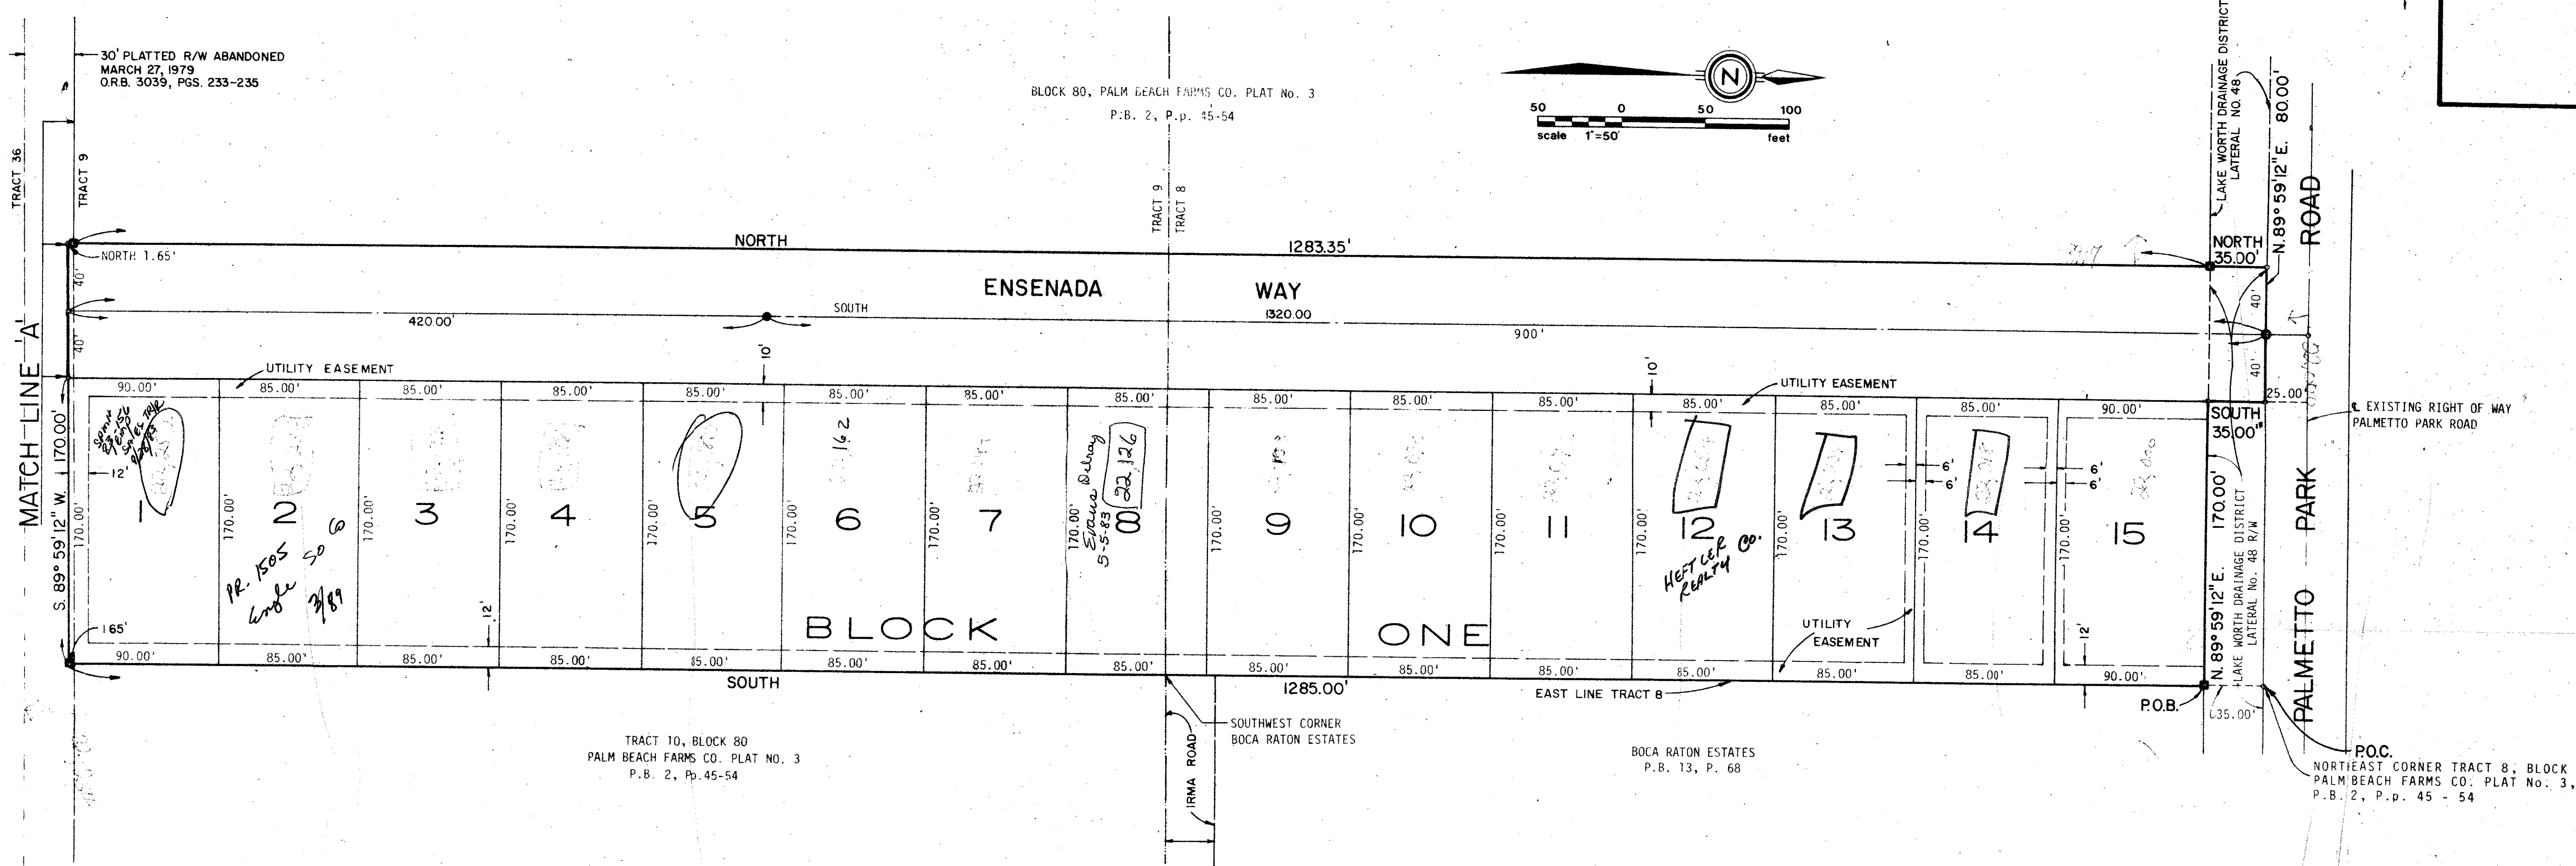 30' PLATTED R/W ABANDONED
MARCH 27, 1979
O.R.B. 3039, PGS. 233-235
TRACT 36
TRACT 9
BLOCK 80, PALM BEACH FARMS CO. PLAT No. 3
P.B. 2, P.p. 45-54
TRACT 9
TRACT 8
N
50 0 50 100
scale 1"=50' feet
LAKE WORTH DRAINAGE DISTRICT
LATERAL NO. 48
N. 89° 59' 12" E. 80.00'
PALMETTO PARK ROAD
NORTH 1283.35'
NORTH
35.00'
NORTH 1.65'
40'
40'
40'
40'
ENSENADA WAY
SOUTH 1320.00
420.00'
900'
MATCH LINE 'A'
UTILITY EASEMENT
10'
10'
UTILITY EASEMENT
90.00' 85.00' 85.00' 85.00' 85.00' 85.00' 85.00' 85.00' 85.00' 85.00' 85.00' 85.00' 85.00' 85.00' 90.00'
25.00'
SOUTH
35.00'
℄ EXISTING RIGHT OF WAY
PALMETTO PARK ROAD
S. 89° 59' 12" W. 170.00'
12'
170.00' 170.00' 170.00' 170.00' 170.00' 170.00' 170.00' 170.00' 170.00' 170.00' 170.00' 170.00' 170.00' 170.00' 170.00'
6'
6'
6'
6'
1 2 3 4 5 6 7 8 9 10 11 12 13 14 15
162
Evans Delray
5-5-83
22,126
PR. 1505
50
3/89
HEFTLER
REALTY CO.
N. 89° 59' 12" E. 170.00'
LAKE WORTH DRAINAGE DISTRICT
LATERAL No. 48 R/W
BLOCK ONE
UTILITY
EASEMENT
12'
12'
1.65'
90.00' 85.00' 85.00' 85.00' 85.00' 85.00' 85.00' 85.00' 85.00' 85.00' 85.00' 85.00' 85.00' 85.00' 90.00'
SOUTH 1285.00'
EAST LINE TRACT 8
P.O.B.
35.00'
SOUTHWEST CORNER
BOCA RATON ESTATES
IRMA ROAD
TRACT 10, BLOCK 80
PALM BEACH FARMS CO. PLAT NO. 3
P.B. 2, Pp. 45-54
BOCA RATON ESTATES
P.B. 13, P. 68
P.O.C.
NORTHEAST CORNER TRACT 8, BLOCK
PALM BEACH FARMS CO. PLAT No. 3,
P.B. 2, P.p. 45 - 54